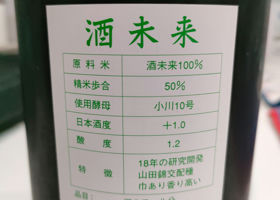 酒未来
原料米 酒未来100%
精米歩合 50%
使用酵母 小川10号
日本酒度 +1.0
酸度 1.2
特徴 18年の研究開発
山田錦交配種
巾あり香り高い
品目: